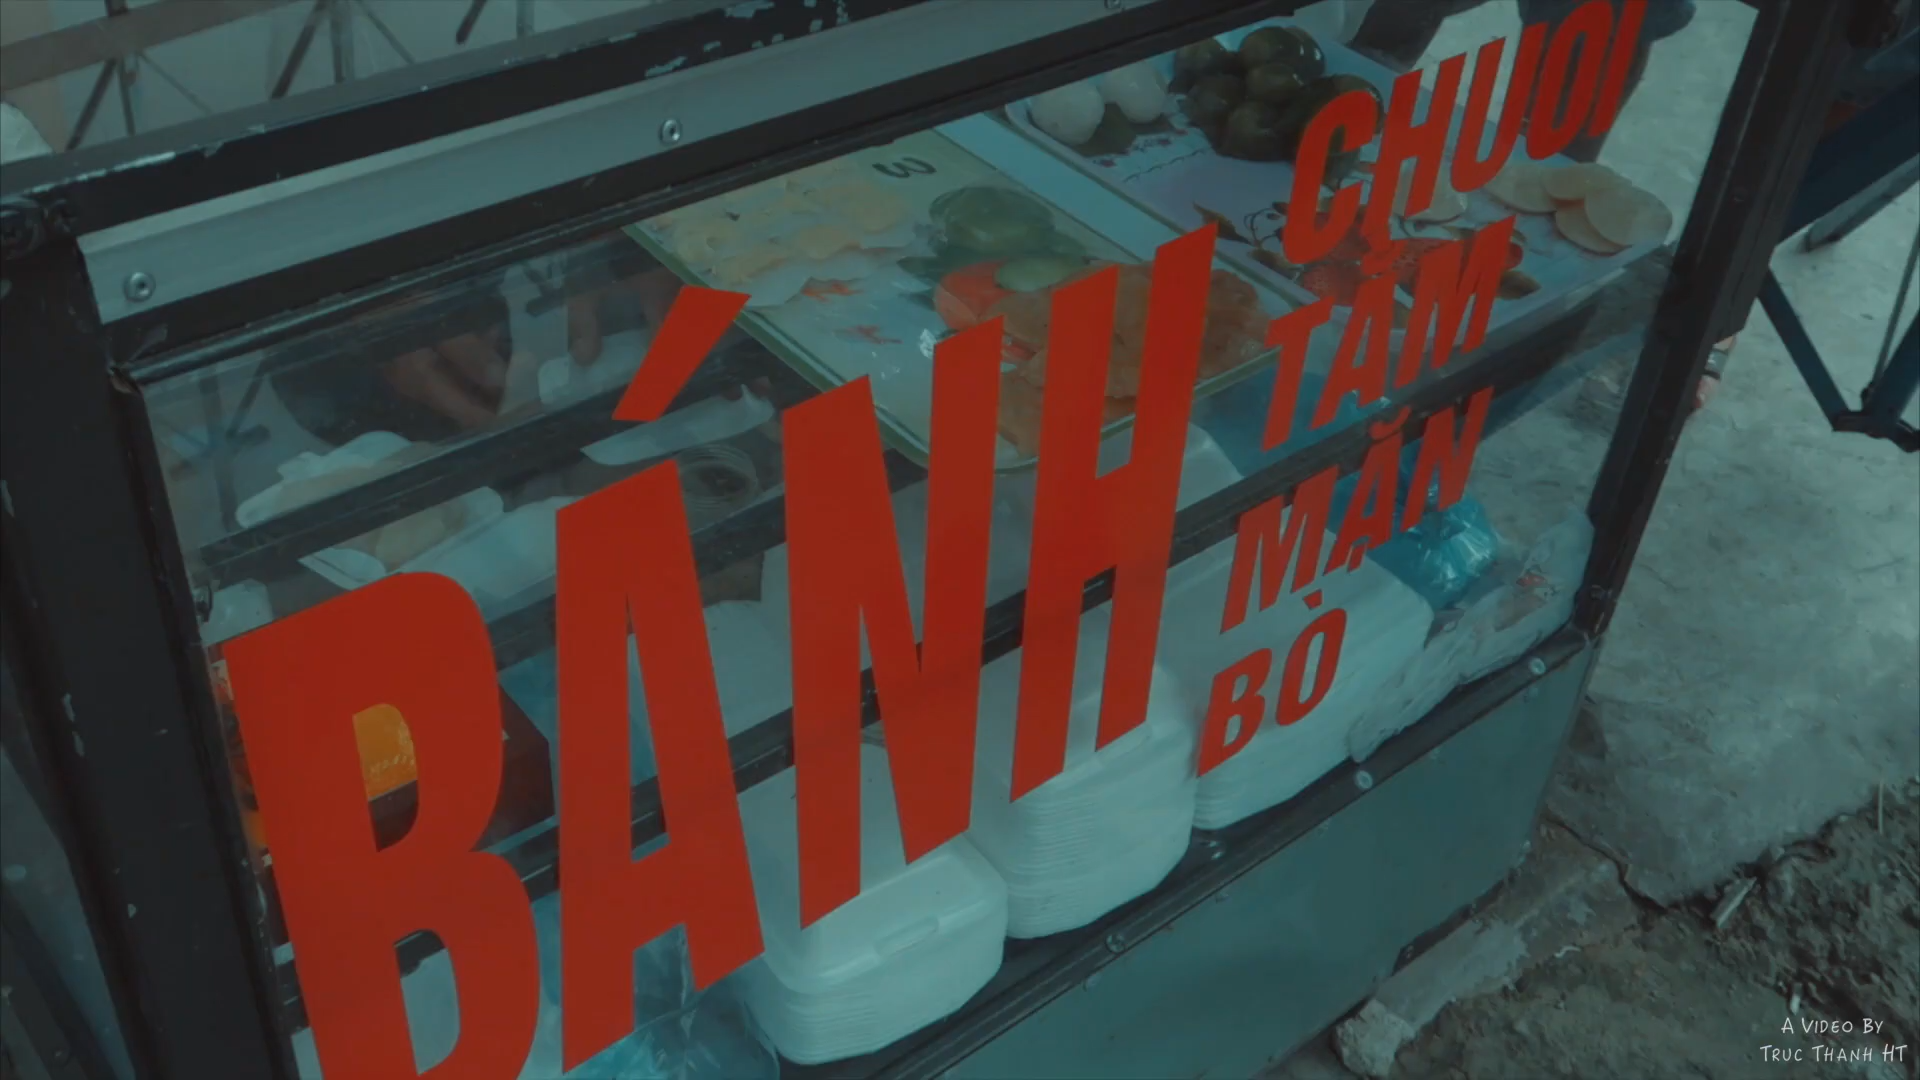 BÁNH
CHUỐI
TẰM
MẶN
BÒ
A VIDEO BY
TRUC THANH HT